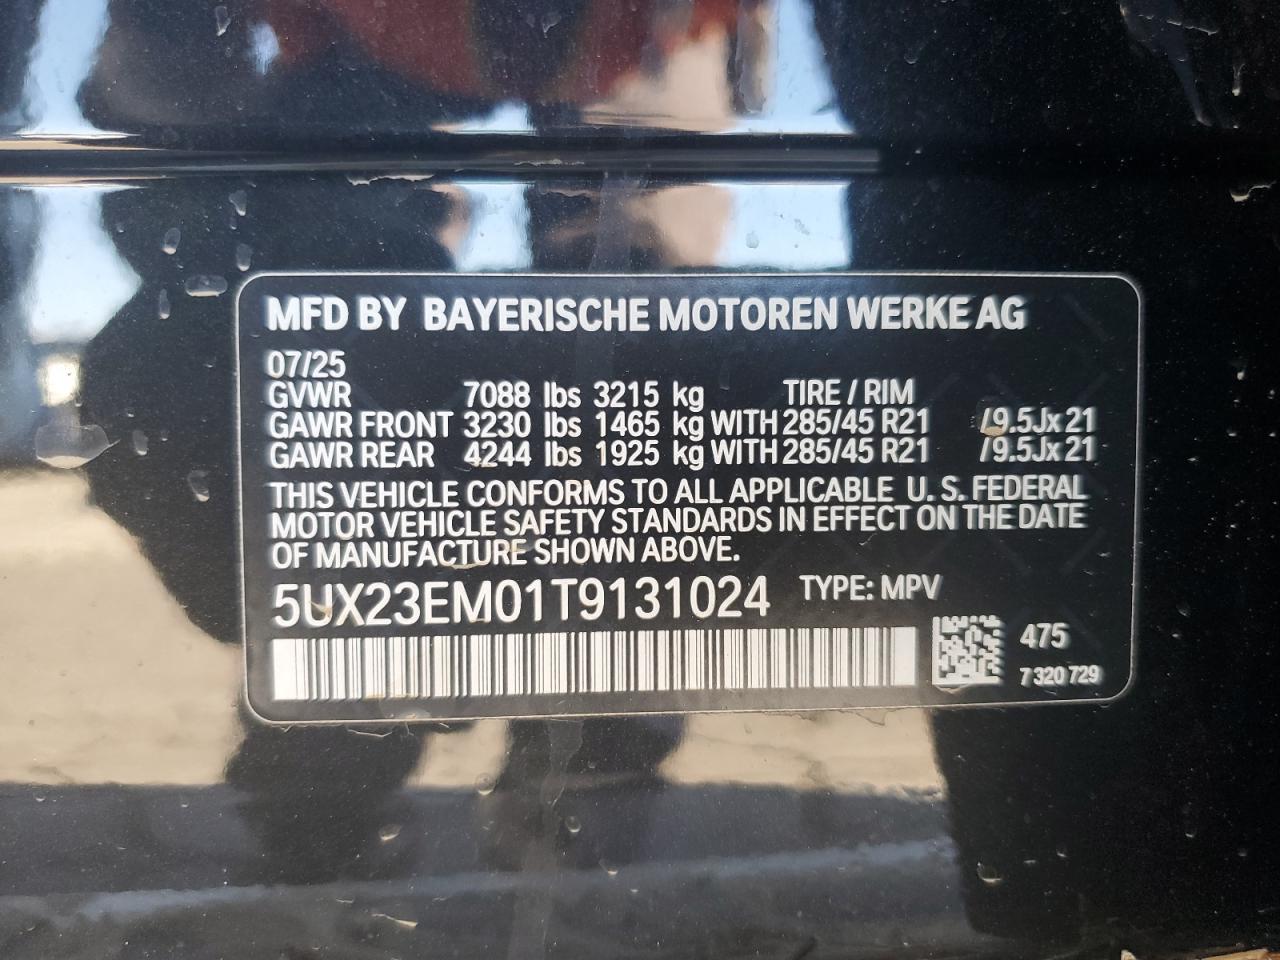 MFD BY BAYERISCHE MOTOREN WERKE AG
07/25
GVWR 7088 lbs 3215 kg TIRE / RIM
GAWR FRONT 3230 lbs 1465 kg WITH 285/45 R21 /9.5Jx21
GAWR REAR 4244 lbs 1925 kg WITH 285/45 R21 /9.5Jx21
THIS VEHICLE CONFORMS TO ALL APPLICABLE U. S. FEDERAL
MOTOR VEHICLE SAFETY STANDARDS IN EFFECT ON THE DATE
OF MANUFACTURE SHOWN ABOVE.
5UX23EM01T9131024 TYPE: MPV
475
7 320 729